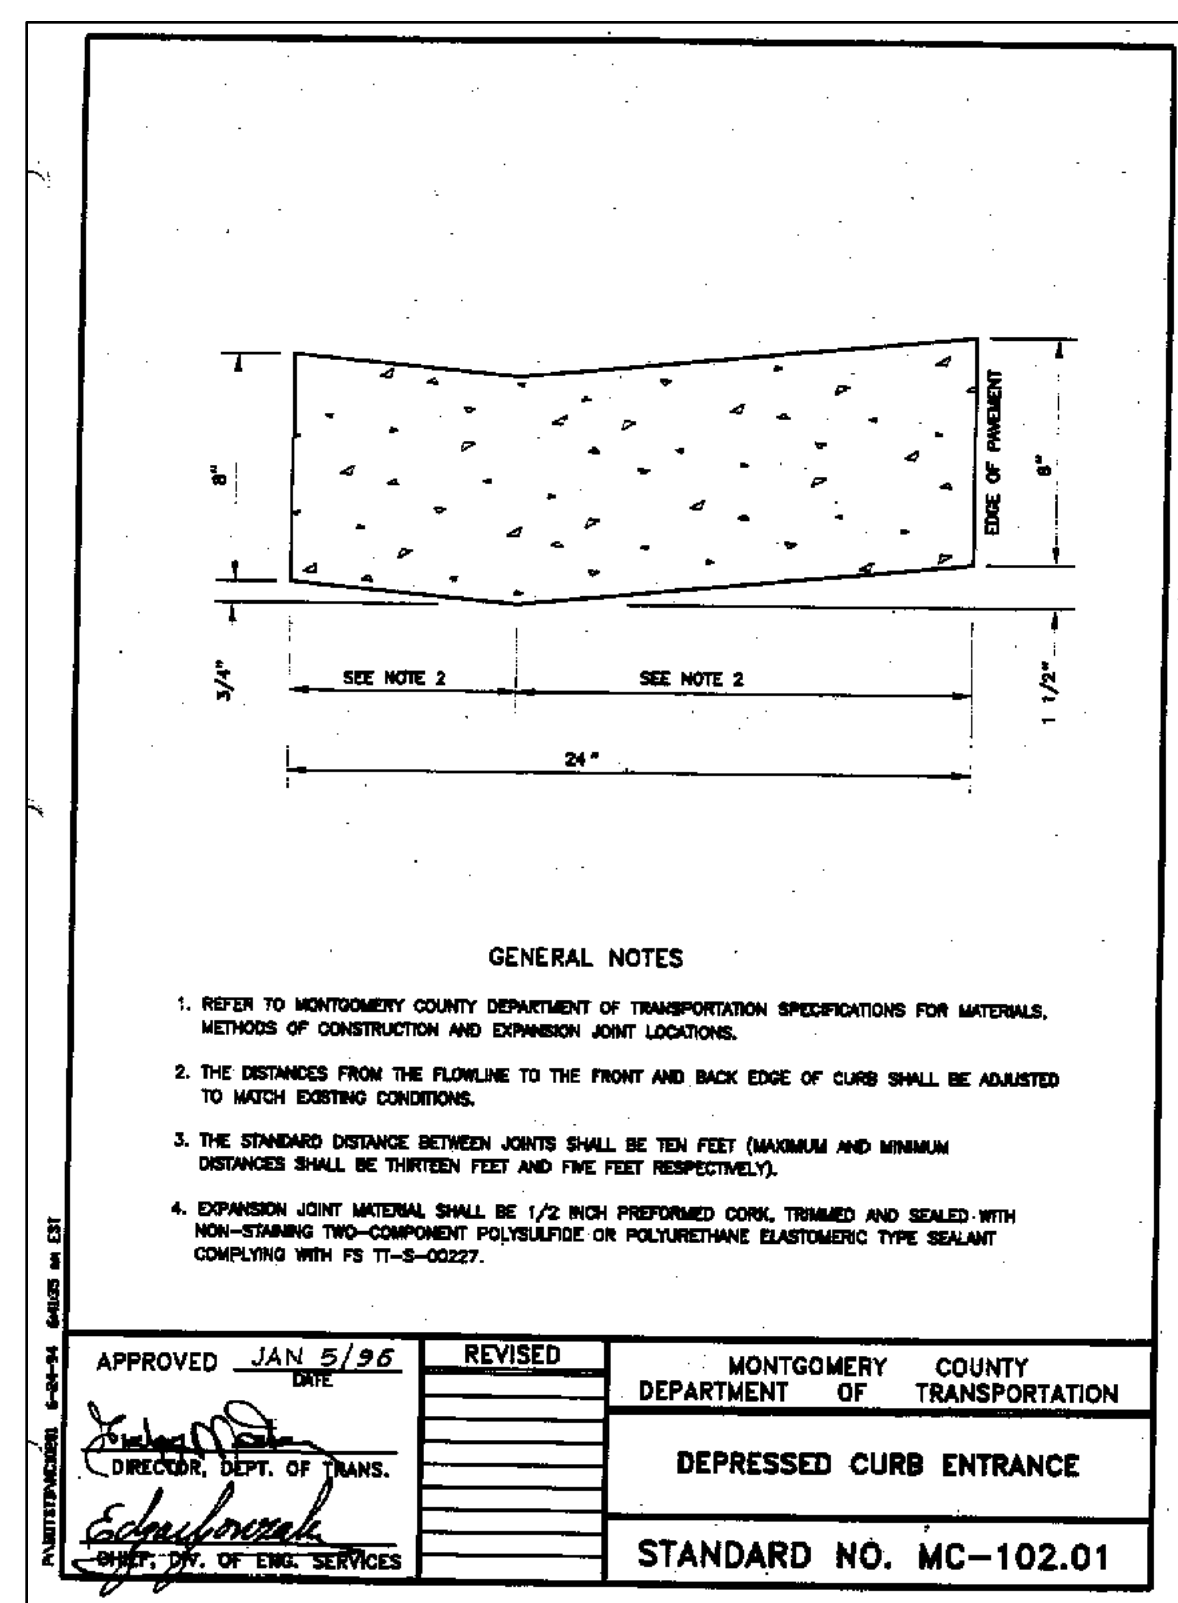 8"
EDGE OF PAVEMENT
8"
3/4"
SEE NOTE 2
SEE NOTE 2
1 1/2"
24"
GENERAL NOTES
1. REFER TO MONTGOMERY COUNTY DEPARTMENT OF TRANSPORTATION SPECIFICATIONS FOR MATERIALS,
METHODS OF CONSTRUCTION AND EXPANSION JOINT LOCATIONS.
2. THE DISTANCES FROM THE FLOWLINE TO THE FRONT AND BACK EDGE OF CURB SHALL BE ADJUSTED
TO MATCH EXISTING CONDITIONS.
3. THE STANDARD DISTANCE BETWEEN JOINTS SHALL BE TEN FEET (MAXIMUM AND MINIMUM
DISTANCES SHALL BE THIRTEEN FEET AND FIVE FEET RESPECTIVELY).
4. EXPANSION JOINT MATERIAL SHALL BE 1/2 INCH PREFORMED CORK, TRIMMED AND SEALED WITH
NON-STAINING TWO-COMPONENT POLYSULFIDE OR POLYURETHANE ELASTOMERIC TYPE SEALANT
COMPLYING WITH FS TT-S-00227.
6-24-94 am EST
APPROVED JAN 5/96
DATE
DIRECTOR, DEPT. OF TRANS.
CHIEF, DIV. OF ENG. SERVICES
REVISED
MONTGOMERY COUNTY
DEPARTMENT OF TRANSPORTATION
DEPRESSED CURB ENTRANCE
STANDARD NO. MC-102.01